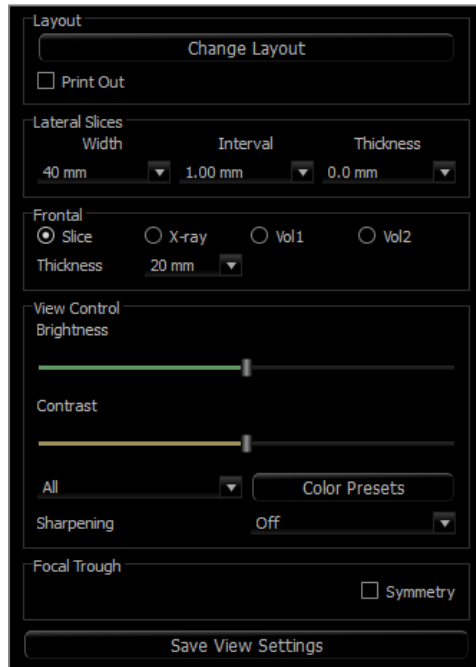 Layout
Change Layout
Print Out
Lateral Slices
Width Interval Thickness
40 mm 1.00 mm 0.0 mm
Frontal
Slice X-ray Vol1 Vol2
Thickness 20 mm
View Control
Brightness
Contrast
All Color Presets
Sharpening Off
Focal Trough
Symmetry
Save View Settings